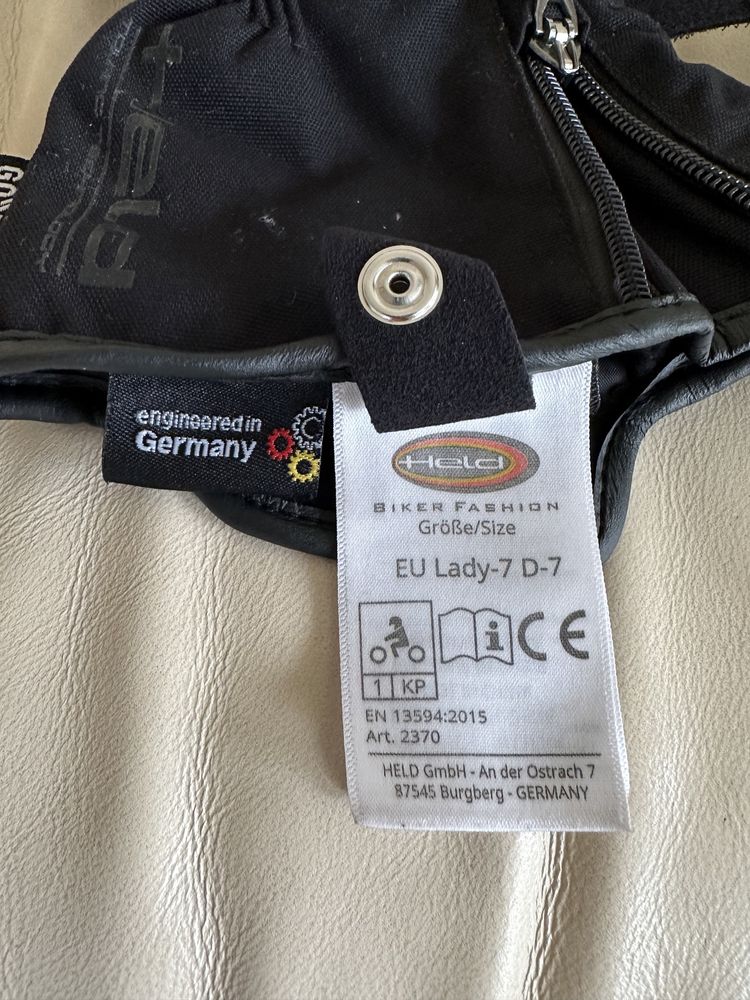 Held
engineered in
Germany
Held
BIKER FASHION
Größe/Size
EU Lady-7 D-7
i
CE
1 KP
EN 13594:2015
Art. 2370
HELD GmbH - An der Ostrach 7
87545 Burgberg - GERMANY